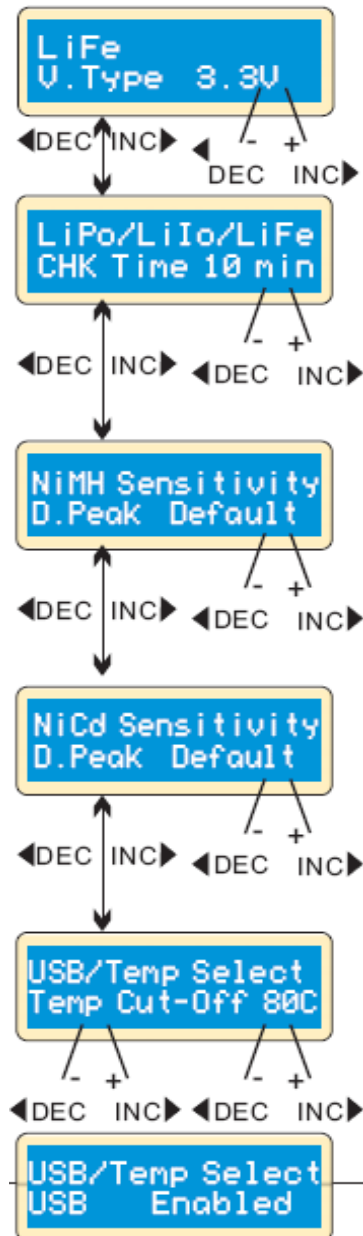 LiFe
V.Type 3.3V
◀DEC INC▶ ◀ - +
DEC INC▶
LiPo/LiIo/LiFe
CHK Time 10 min
- +
◀DEC INC▶ ◀DEC INC▶
NiMH Sensitivity
D.Peak Default
- +
◀DEC INC▶ ◀DEC INC▶
NiCd Sensitivity
D.Peak Default
- +
◀DEC INC▶ ◀DEC INC▶
USB/Temp Select
Temp Cut-Off 80C
- + - +
◀DEC INC▶ ◀DEC INC▶
USB/Temp Select
USB Enabled